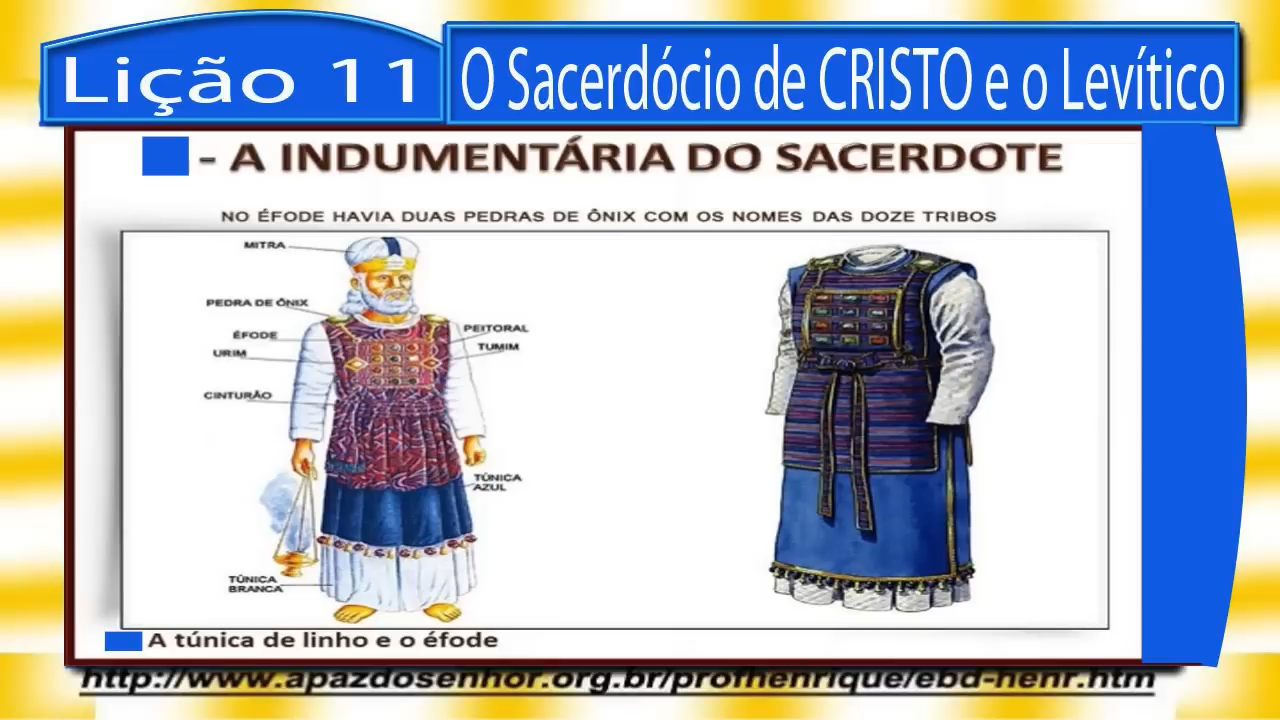 Lição 11
O Sacerdócio de CRISTO e o Levítico
- A INDUMENTÁRIA DO SACERDOTE
NO ÉFODE HAVIA DUAS PEDRAS DE ÔNIX COM OS NOMES DAS DOZE TRIBOS
MITRA
PEDRA DE ÔNIX
ÉFODE
URIM
CINTURÃO
PEITORAL
TUMIM
TÚNICA
AZUL
TÚNICA
BRANCA
A túnica de linho e o éfode
http://www.apazdosenhor.org.br/profhenrique/ebd-henr.htm